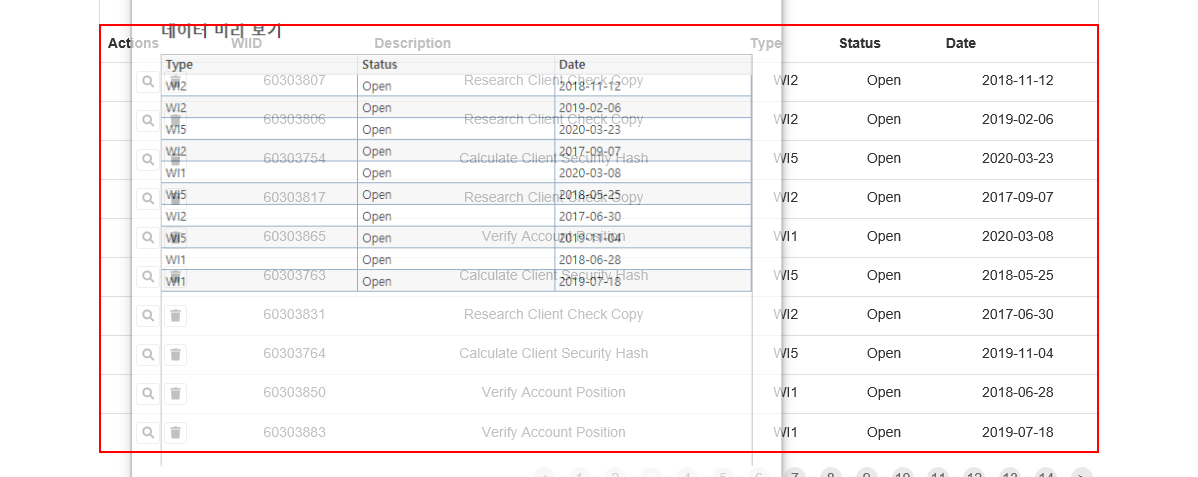 데이터 미리 보기
Actions WIID Description Type Status Date
Type Status Date
WI2 Open 2018-11-12
WI2 Open 2019-02-06
WI5 Open 2020-03-23
WI2 Open 2017-09-07
WI1 Open 2020-03-08
WI5 Open 2018-05-25
WI2 Open 2017-06-30
WI5 Open 2019-11-04
WI1 Open 2018-06-28
WI1 Open 2019-07-18
60303807 Research Client Check Copy WI2 Open 2018-11-12
60303806 Research Client Check Copy WI2 Open 2019-02-06
60303754 Calculate Client Security Hash WI5 Open 2020-03-23
60303817 Research Client Check Copy WI2 Open 2017-09-07
60303865 Verify Account Position WI1 Open 2020-03-08
60303763 Calculate Client Security Hash WI5 Open 2018-05-25
60303831 Research Client Check Copy WI2 Open 2017-06-30
60303764 Calculate Client Security Hash WI5 Open 2019-11-04
60303850 Verify Account Position WI1 Open 2018-06-28
60303883 Verify Account Position WI1 Open 2019-07-18
1 2 4 5 6 7 8 9 10 11 12 13 14 >